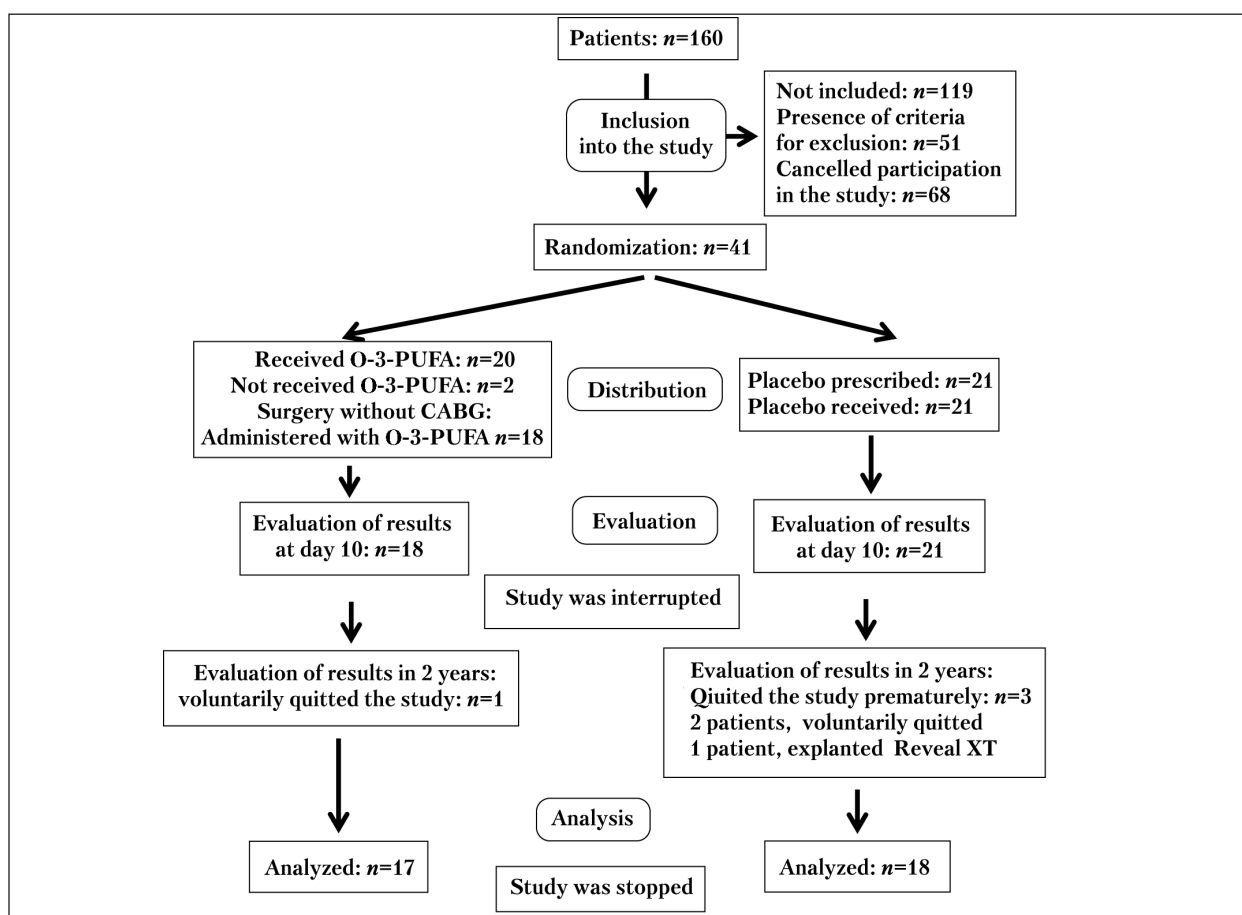 Patients: n=160
Inclusion
into the study
Not included: n=119
Presence of criteria
for exclusion: n=51
Cancelled participation
in the study: n=68
Randomization: n=41
Received O-3-PUFA: n=20
Not received O-3-PUFA: n=2
Surgery without CABG:
Administered with O-3-PUFA n=18
Distribution
Placebo prescribed: n=21
Placebo received: n=21
Evaluation of results
at day 10: n=18
Evaluation
Evaluation of results
at day 10: n=21
Study was interrupted
Evaluation of results in 2 years:
voluntarily quitted the study: n=1
Evaluation of results in 2 years:
Qiuited the study prematurely: n=3
2 patients, voluntarily quitted
1 patient, explanted Reveal XT
Analysis
Analyzed: n=17
Analyzed: n=18
Study was stopped